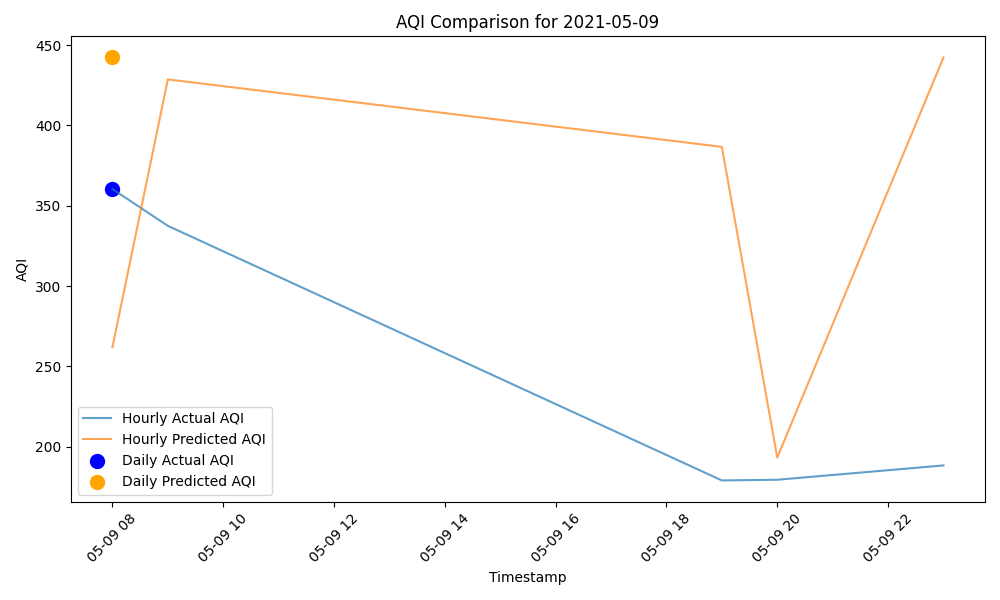 AQI Comparison for 2021-05-09
AQI
450
400
350
300
250
200
Hourly Actual AQI
Hourly Predicted AQI
Daily Actual AQI
Daily Predicted AQI
05-09 08
05-09 10
05-09 12
05-09 14
05-09 16
05-09 18
05-09 20
05-09 22
Timestamp